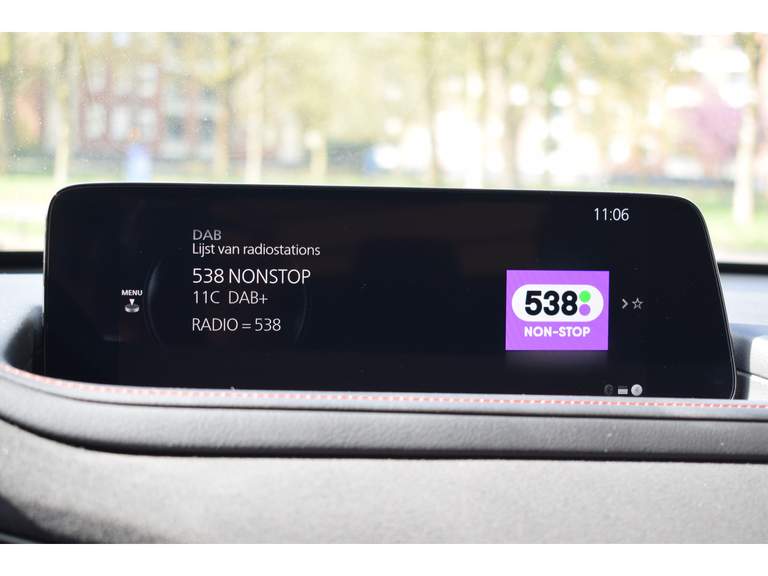 11:06
DAB
Lijst van radiostations
538 NONSTOP
11C DAB+
RADIO = 538
MENU
538
NON-STOP